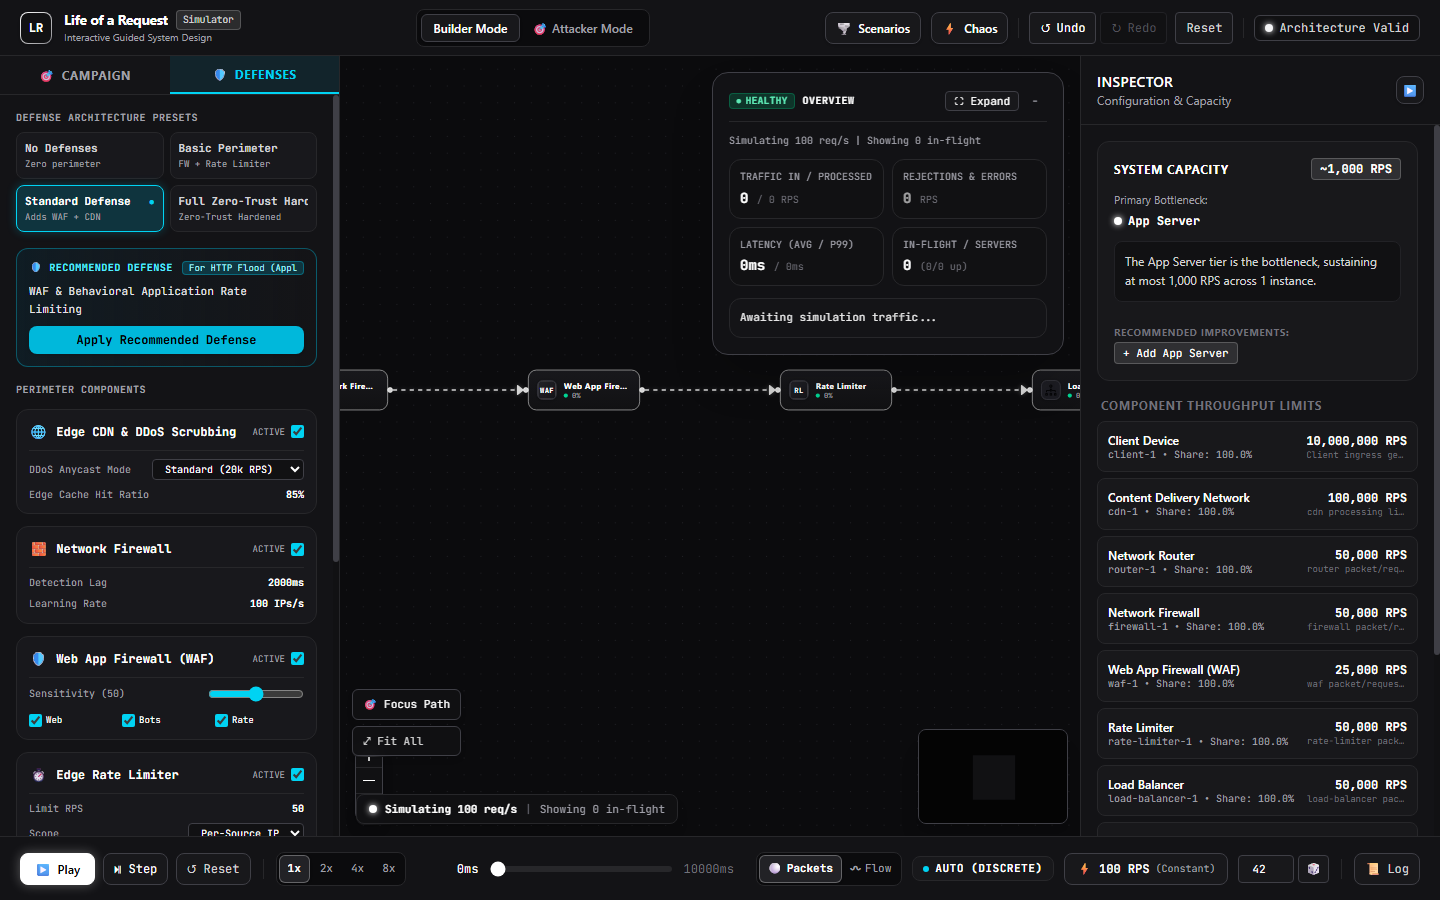 LR
Life of a Request Simulator
Interactive Guided System Design
Builder Mode
Attacker Mode
Scenarios
Chaos
↺ Undo
↻ Redo
Reset
Architecture Valid
CAMPAIGN
DEFENSES
DEFENSE ARCHITECTURE PRESETS
No Defenses
Zero perimeter
Basic Perimeter
FW + Rate Limiter
Standard Defense
Adds WAF + CDN
Full Zero-Trust Hard
Zero-Trust Hardened
RECOMMENDED DEFENSE
For HTTP Flood (Appl
WAF & Behavioral Application Rate
Limiting
Apply Recommended Defense
PERIMETER COMPONENTS
Edge CDN & DDoS Scrubbing
ACTIVE
DDoS Anycast Mode
Standard (20k RPS)
Edge Cache Hit Ratio
85%
Network Firewall
ACTIVE
Detection Lag
2000ms
Learning Rate
100 IPs/s
Web App Firewall (WAF)
ACTIVE
Sensitivity (50)
Web
Bots
Rate
Edge Rate Limiter
ACTIVE
Limit RPS
50
Scope
Per-Source IP
HEALTHY
OVERVIEW
Expand
-
Simulating 100 req/s | Showing 0 in-flight
TRAFFIC IN / PROCESSED
0 / 0 RPS
REJECTIONS & ERRORS
0 RPS
LATENCY (AVG / P99)
0ms / 0ms
IN-FLIGHT / SERVERS
0 (0/0 up)
Awaiting simulation traffic...
rk Fire...
WAF
Web App Fire...
0%
RL
Rate Limiter
0%
Loa
0
Focus Path
Fit All
+
—
Simulating 100 req/s | Showing 0 in-flight
INSPECTOR
Configuration & Capacity
SYSTEM CAPACITY
~1,000 RPS
Primary Bottleneck:
App Server
The App Server tier is the bottleneck, sustaining
at most 1,000 RPS across 1 instance.
RECOMMENDED IMPROVEMENTS:
+ Add App Server
COMPONENT THROUGHPUT LIMITS
Client Device
10,000,000 RPS
client-1 • Share: 100.0%
Client ingress ge…
Content Delivery Network
100,000 RPS
cdn-1 • Share: 100.0%
cdn processing li…
Network Router
50,000 RPS
router-1 • Share: 100.0%
router packet/req…
Network Firewall
50,000 RPS
firewall-1 • Share: 100.0%
firewall packet/r…
Web App Firewall (WAF)
25,000 RPS
waf-1 • Share: 100.0%
waf packet/reques…
Rate Limiter
50,000 RPS
rate-limiter-1 • Share: 100.0%
rate-limiter pack…
Load Balancer
50,000 RPS
load-balancer-1 • Share: 100.0%
load-balancer pac…
Play
Step
↺ Reset
1x
2x
4x
8x
0ms
10000ms
Packets
Flow
AUTO (DISCRETE)
100 RPS (Constant)
42
Log